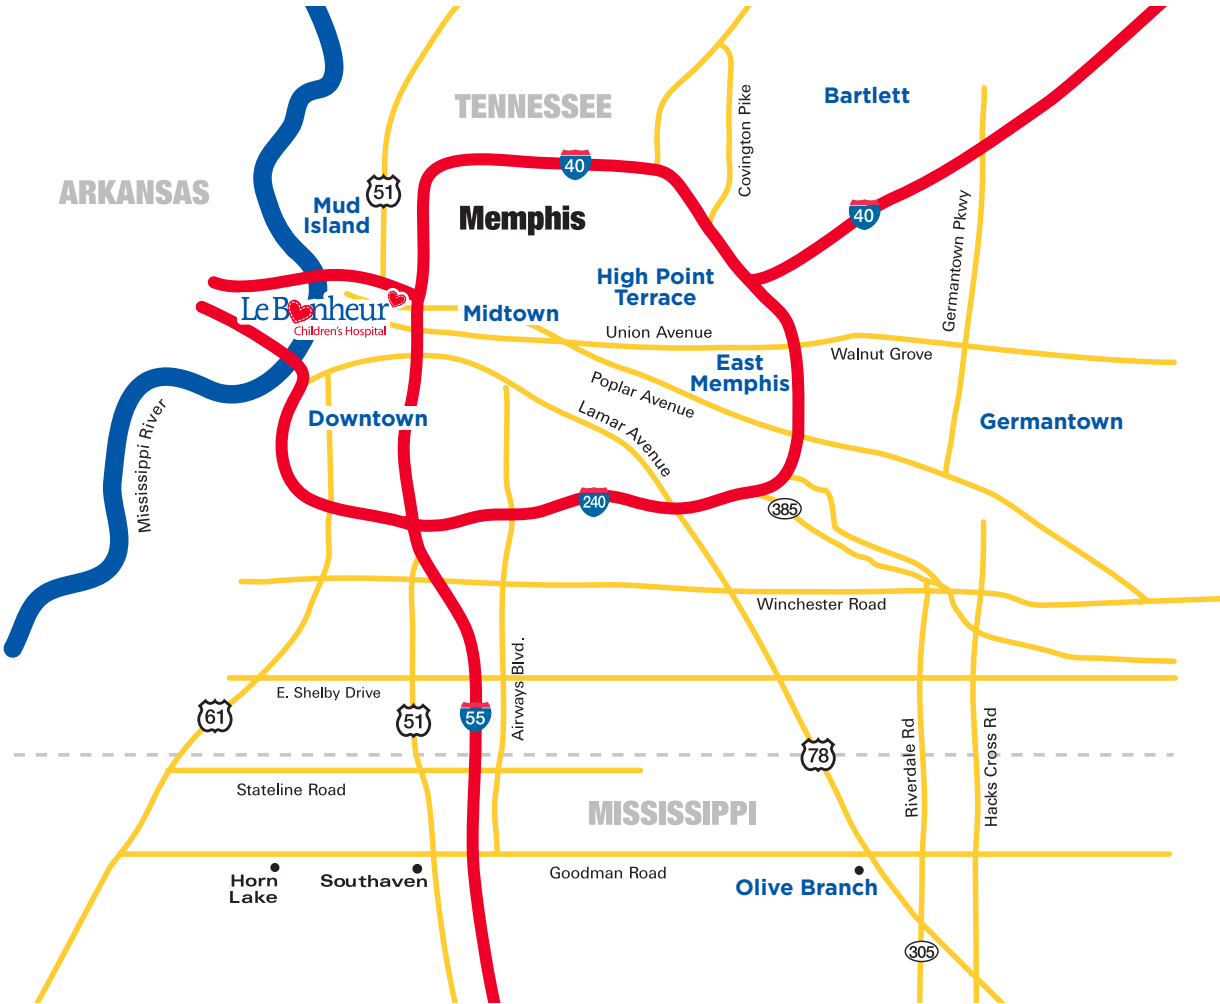 Bartlett
TENNESSEE
Covington Pike
40
ARKANSAS
51
Mud
Island
Memphis
40
Germantown Pkwy
High Point
Terrace
Le Bonheur
Children's Hospital
Midtown
Union Avenue
Walnut Grove
East
Memphis
Poplar Avenue
Lamar Avenue
Downtown
Germantown
Mississippi River
240
385
Winchester Road
E. Shelby Drive
Airways Blvd.
61
51
55
78
Riverdale Rd
Hacks Cross Rd
Stateline Road
MISSISSIPPI
Horn
Lake
Southaven
Goodman Road
Olive Branch
305